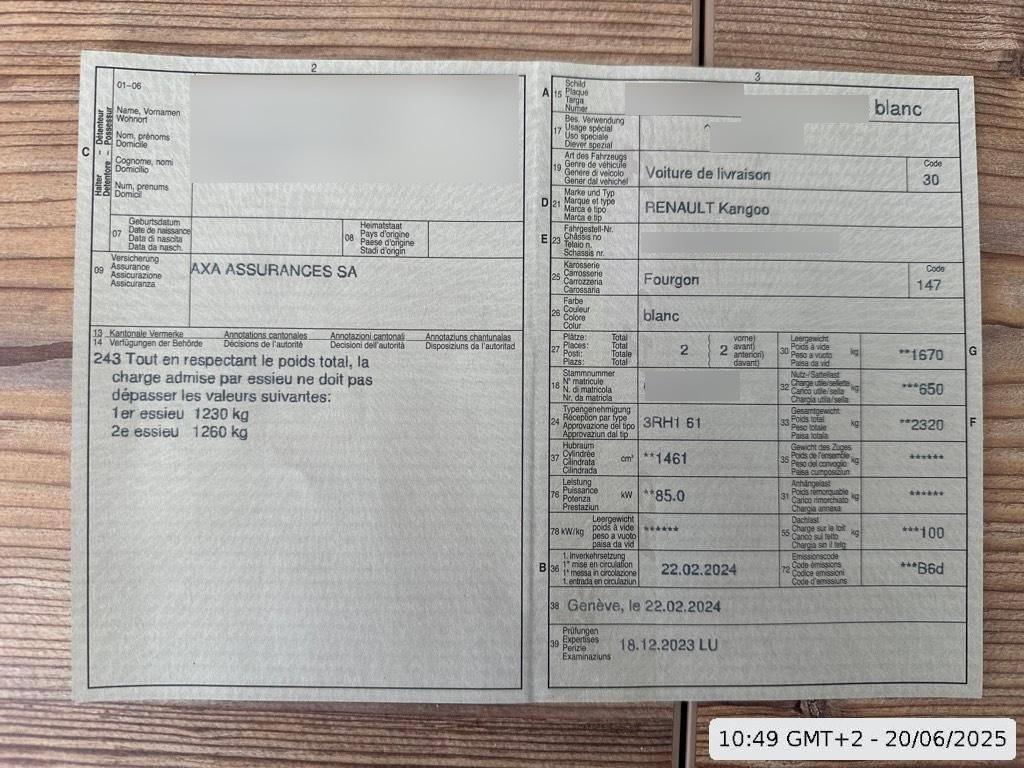 2
01-06
Name, Vornamen
Wohnort
Nom, prénoms
Domicile
Cognome, nomi
Domicilio
Num, prenums
Domicil
C
Halter - Détenteur
Detentore - Possessur
07
Geburtsdatum
Date de naissance
Data di nascita
Data da nasch.
08
Heimatstaat
Pays d'origine
Paese d'origine
Stadi d'origin
09
Versicherung
Assurance
Assicurazione
Assicuranza
AXA ASSURANCES SA
13 Kantonale Vermerke Annotations cantonales Annotazioni cantonali Annotaziuns chantunalas
14 Verfügungen der Behörde Décisions de l'autorité Decisioni dell'autorità Disposiziuns da l'autoritad
243 Tout en respectant le poids total, la
charge admise par essieu ne doit pas
dépasser les valeurs suivantes:
1er essieu 1230 kg
2e essieu 1260 kg
3
A 15
Schild
Plaque
Targa
Numer
blanc
17
Bes. Verwendung
Usage spécial
Uso speciale
Diever spezial
19
Art des Fahrzeugs
Genre de véhicule
Genere di veicolo
Gener dal vehichel
Voiture de livraison
Code
30
D 21
Marke und Typ
Marque et type
Marca e tipo
Marca e tip
RENAULT Kangoo
E 23
Fahrgestell-Nr.
Châssis no
Telaio n.
Schassis nr.
25
Karosserie
Carrosserie
Carrozzeria
Carossaria
Fourgon
Code
147
26
Farbe
Couleur
Colore
Colur
blanc
27
Plätze: Total
Places: Total
Posti: Totale
Plazs: Total
2
2
vorne)
avant)
anteriori)
davant)
30
Leergewicht
Poids à vide
Peso a vuoto
Paisa da vid
kg
**1670
G
18
Stammnummer
N° matricule
N. di matricola
Nr. da matricla
32
Nutz-/Sattellast
Charge utile/sellette
Carico utile/sella
Chargia utila/sella
kg
***650
24
Typengenehmigung
Réception par type
Approvazione del tipo
Approvaziun dal tip
3RH1 61
33
Gesamtgewicht
Poids total
Peso totale
Paisa totala
kg
**2320
F
37
Hubraum
Cylindrée
Cilindrata
Cilindrada
cm³
**1461
35
Gewicht des Zuges
Poids de l'ensemble
Peso del convoglio
Paisa cumposiziun
kg
******
76
Leistung
Puissance
Potenza
Prestaziun
kW
**85.0
31
Anhängelast
Poids remorquable
Carico rimorchiato
Chargia annexa
kg
******
78 kW/kg
Leergewicht
poids à vide
peso a vuoto
paisa da vid
******
55
Dachlast
Charge sur le toit
Carico sul tetto
Chargia sin il tetg
kg
***100
B 36
1. Inverkehrsetzung
1re mise en circulation
1a messa in circolazione
1. entrada en circulaziun
22.02.2024
72
Emissionscode
Code émissions
Codice emissioni
Code d'emissiuns
***B6d
38 Genève, le 22.02.2024
39
Prüfungen
Expertises
Perizie
Examinaziuns
18.12.2023 LU
10:49 GMT+2 - 20/06/2025